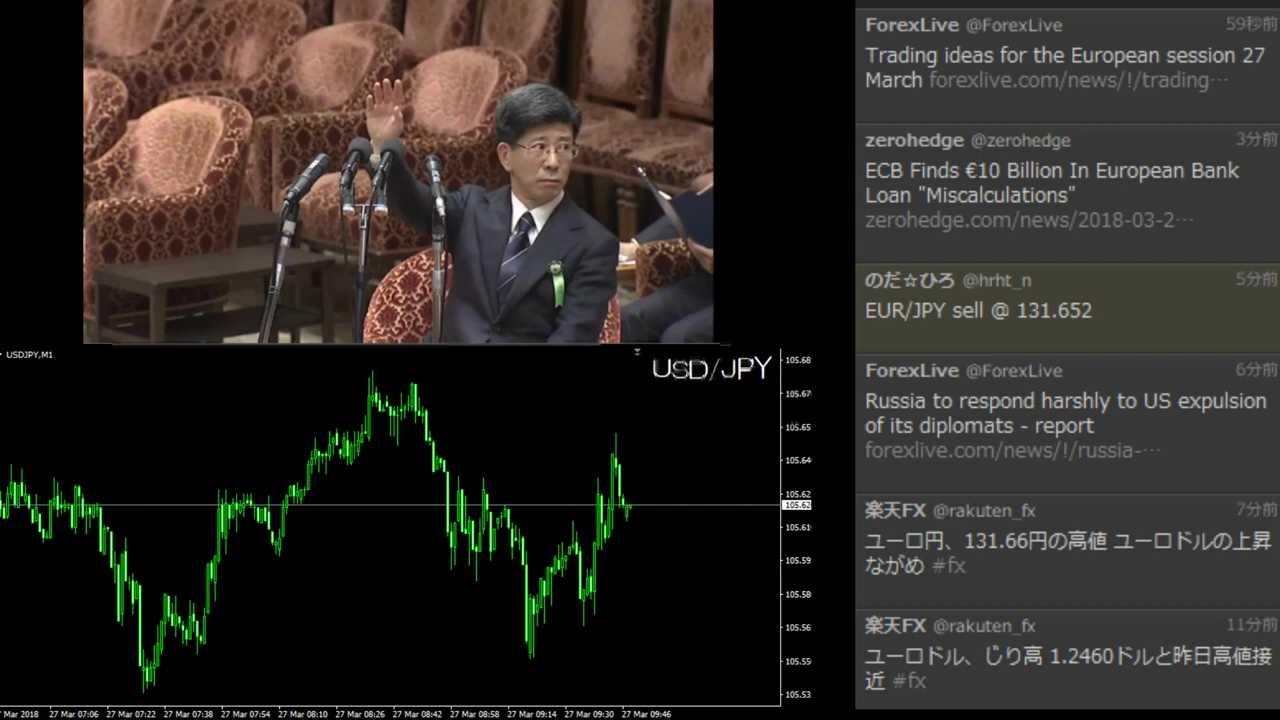 ForexLive @ForexLive 59秒前
Trading ideas for the European session 27
March forexlive.com/news/!/trading…
zerohedge @zerohedge 3分前
ECB Finds €10 Billion In European Bank
Loan "Miscalculations"
zerohedge.com/news/2018-03-2…
のだ☆ひろ @hrht_n 5分前
EUR/JPY sell @ 131.652
ForexLive @ForexLive 6分前
Russia to respond harshly to US expulsion
of its diplomats - report
forexlive.com/news/!/russia-…
楽天FX @rakuten_fx 7分前
ユーロ円、131.66円の高値 ユーロドルの上昇
ながめ #fx
楽天FX @rakuten_fx 11分前
ユーロドル、じり高 1.2460ドルと昨日高値接
近 #fx
USDJPY,M1
USD/JPY
105.68
105.67
105.65
105.64
105.62
105.62
105.61
105.59
105.58
105.56
105.55
105.53
Mar 2018 27 Mar 07:06 27 Mar 07:22 27 Mar 07:38 27 Mar 07:54 27 Mar 08:10 27 Mar 08:26 27 Mar 08:42 27 Mar 08:58 27 Mar 09:14 27 Mar 09:30 27 Mar 09:46